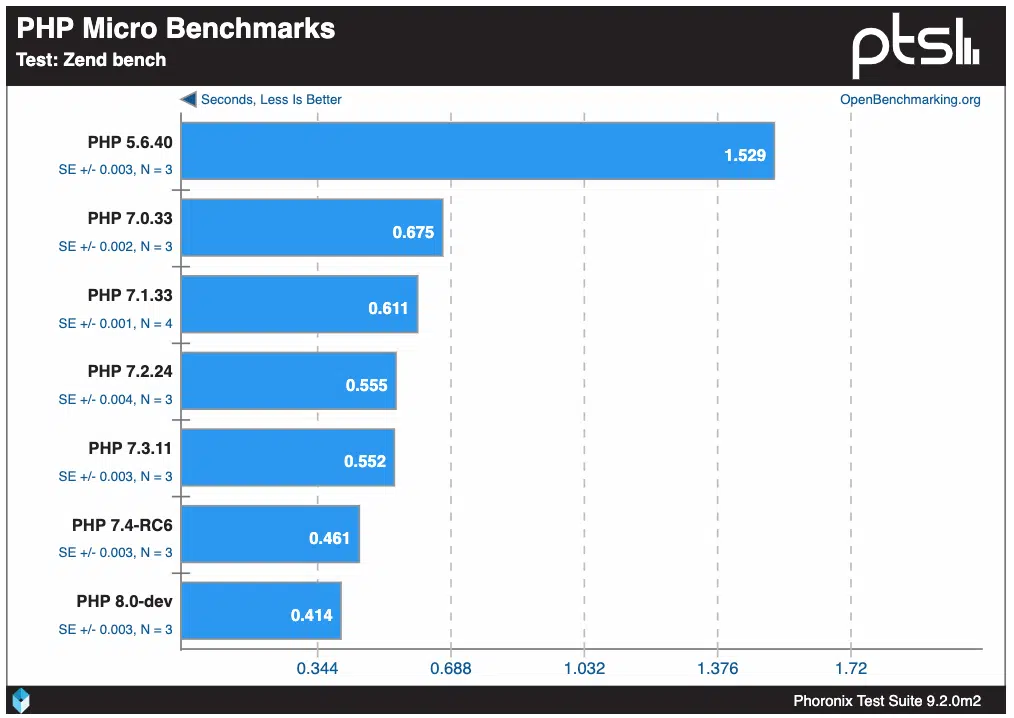 PHP Micro Benchmarks
Test: Zend bench
ptsl
Seconds, Less Is Better
OpenBenchmarking.org
PHP 5.6.40
SE +/- 0.003, N = 3
1.529
PHP 7.0.33
SE +/- 0.002, N = 3
0.675
PHP 7.1.33
SE +/- 0.001, N = 4
0.611
PHP 7.2.24
SE +/- 0.004, N = 3
0.555
PHP 7.3.11
SE +/- 0.003, N = 3
0.552
PHP 7.4-RC6
SE +/- 0.003, N = 3
0.461
PHP 8.0-dev
SE +/- 0.003, N = 3
0.414
0.344 0.688 1.032 1.376 1.72
Phoronix Test Suite 9.2.0m2